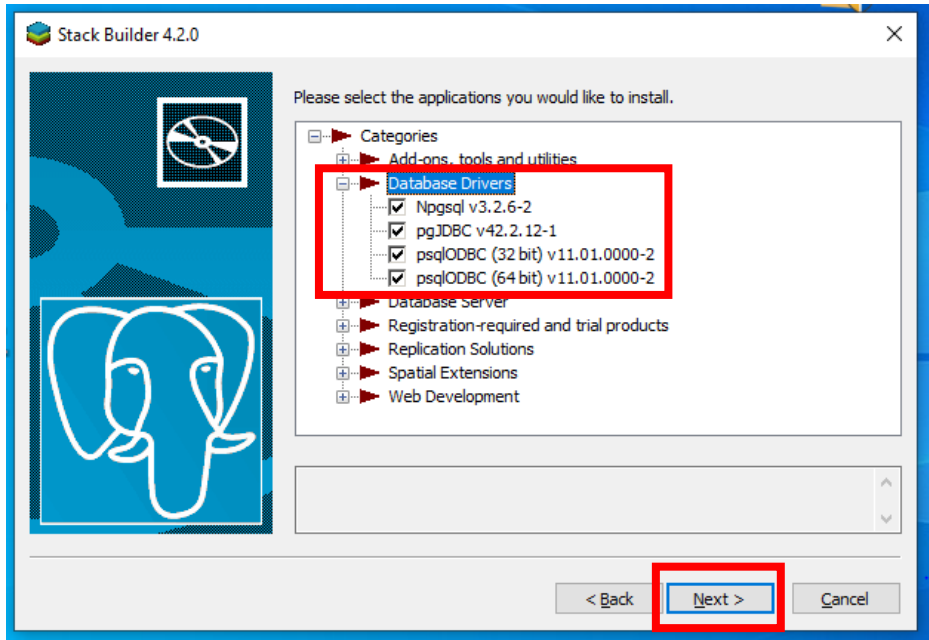 Stack Builder 4.2.0
Please select the applications you would like to install.
Categories
Add-ons, tools and utilities
Database Drivers
Npgsql v3.2.6-2
pgJDBC v42.2.12-1
psqlODBC (32 bit) v11.01.0000-2
psqlODBC (64 bit) v11.01.0000-2
Database Server
Registration-required and trial products
Replication Solutions
Spatial Extensions
Web Development
< Back Next > Cancel